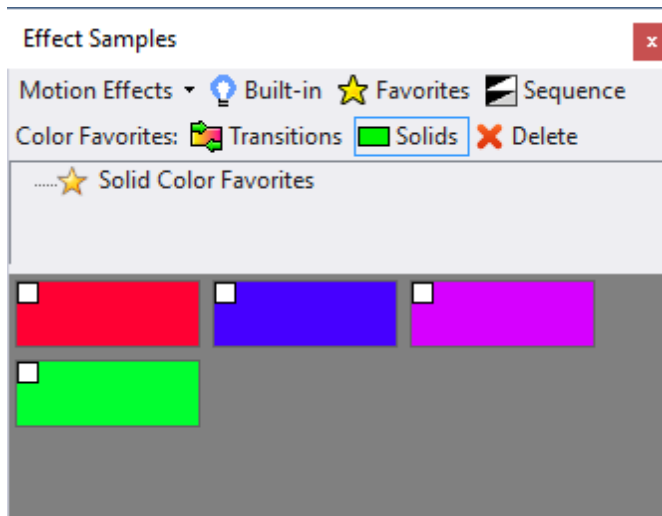 Effect Samples
Motion Effects Built-in Favorites Sequence
Color Favorites: Transitions Solids Delete
Solid Color Favorites